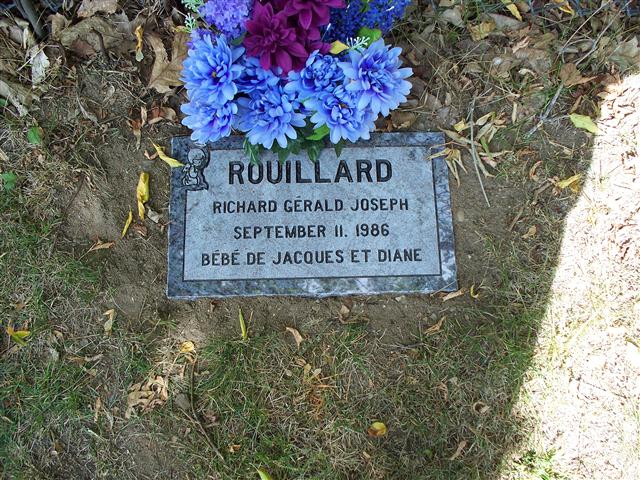 ROUILLARD
RICHARD GÉRALD JOSEPH
SEPTEMBER 11. 1986
BÉBÉ DE JACQUES ET DIANE